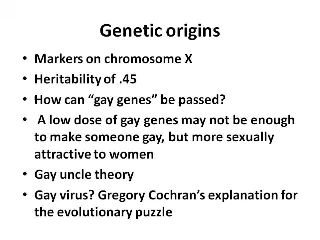 Genetic origins
• Markers on chromosome X
• Heritability of .45
• How can “gay genes” be passed?
• A low dose of gay genes may not be enough
to make someone gay, but more sexually
attractive to women
• Gay uncle theory
• Gay virus? Gregory Cochran’s explanation for
the evolutionary puzzle